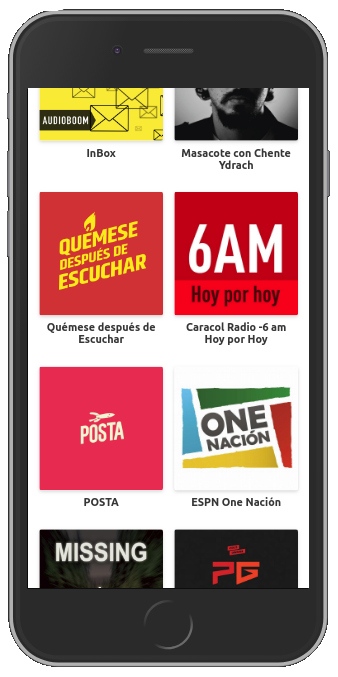 AUDIOBOOM
InBox
Masacote con Chente
Ydrach
QUÉMESE
DESPUÉS DE
ESCUCHAR
6AM
Hoy por hoy
Quémese después de
Escuchar
Caracol Radio -6 am
Hoy por Hoy
POSTA
ONE
NACIÓN
POSTA
ESPN One Nación
MISSING
PG